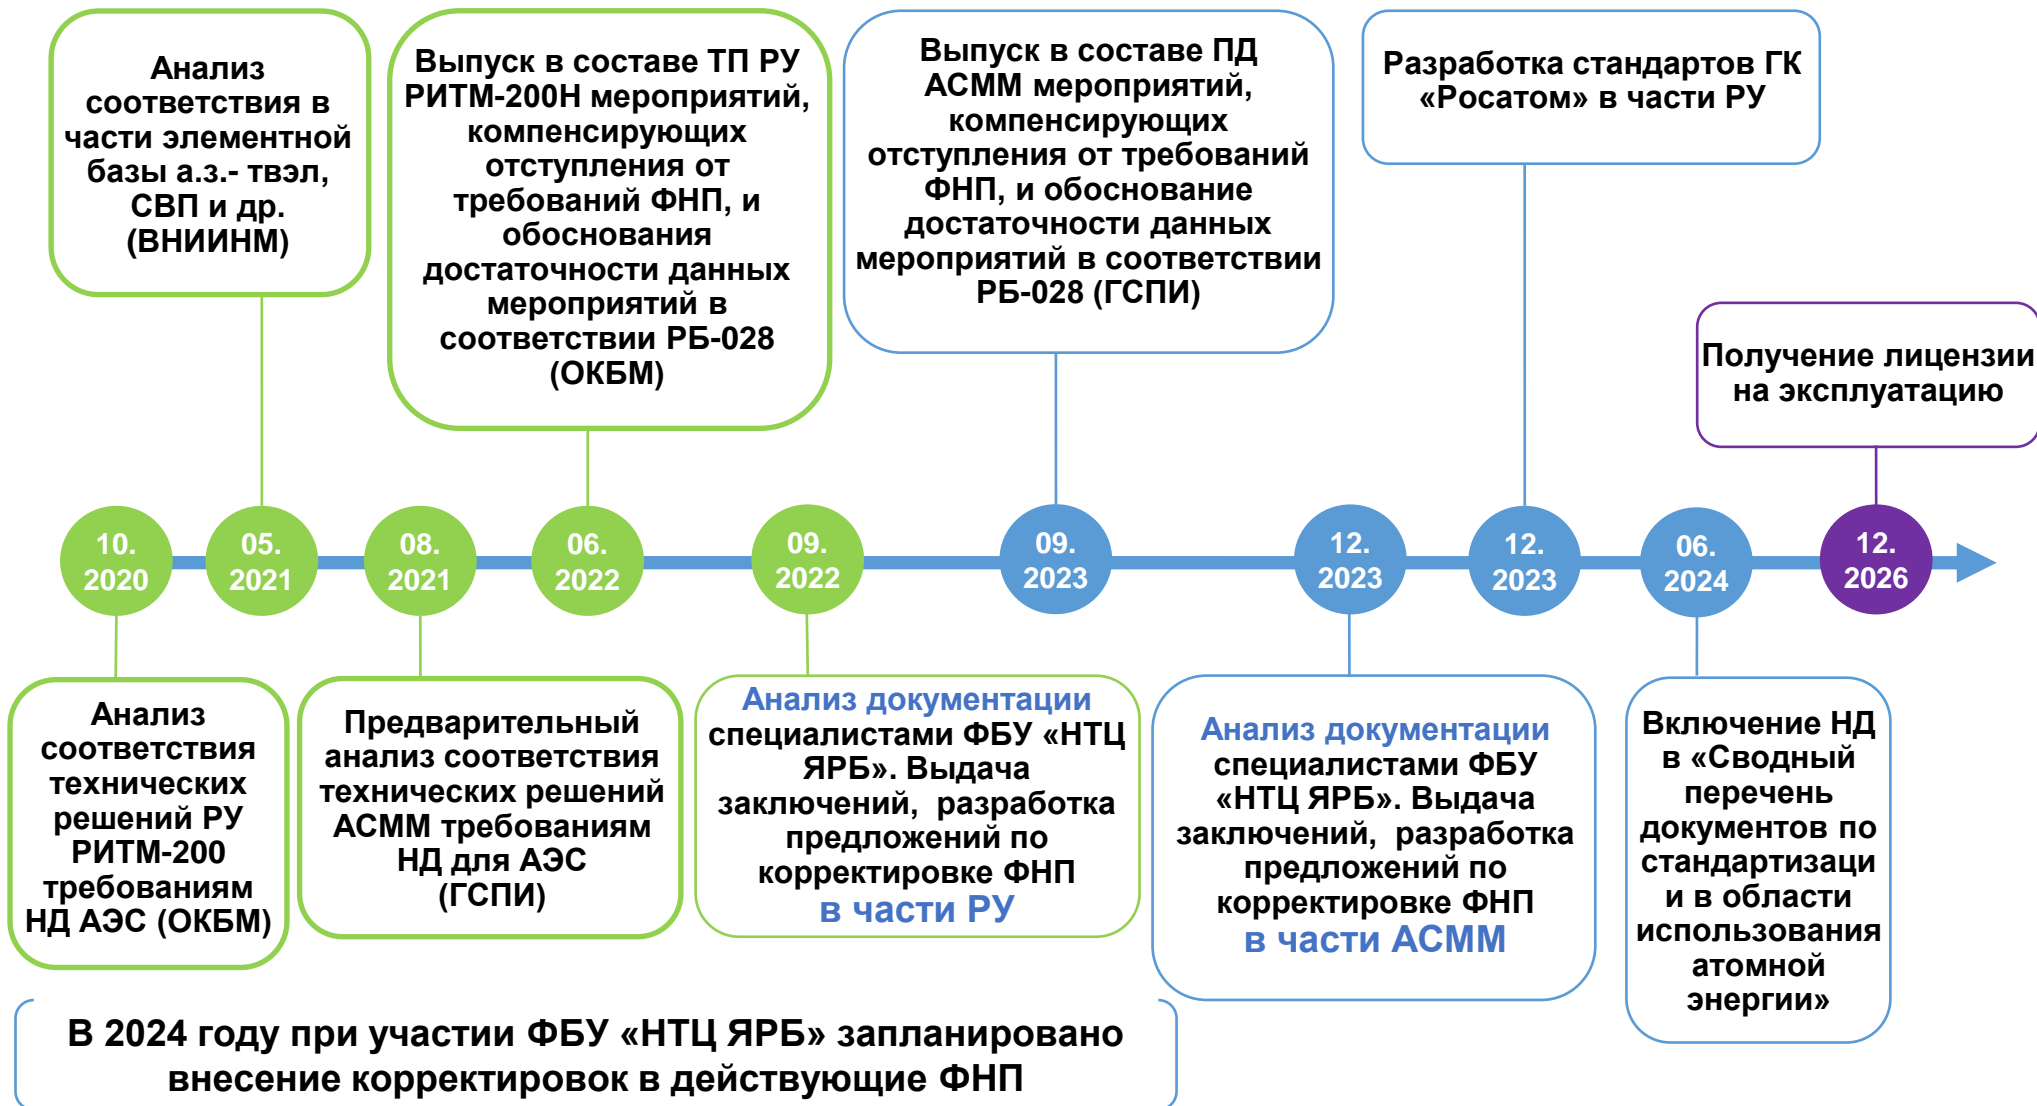 Анализ
соответствия в
части элементной
базы а.з.- твэл,
СВП и др.
(ВНИИНМ)
Выпуск в составе ТП РУ
РИТМ-200Н мероприятий,
компенсирующих
отступления от
требований ФНП, и
обоснования
достаточности данных
мероприятий в
соответствии РБ-028
(ОКБМ)
Выпуск в составе ПД
АСММ мероприятий,
компенсирующих
отступления от требований
ФНП, и обоснование
достаточности данных
мероприятий в соответствии
РБ-028 (ГСПИ)
Разработка стандартов ГК
«Росатом» в части РУ
Получение лицензии
на эксплуатацию
10.
2020
05.
2021
08.
2021
06.
2022
09.
2022
09.
2023
12.
2023
12.
2023
06.
2024
12.
2026
Анализ
соответствия
технических
решений РУ
РИТМ-200
требованиям
НД АЭС (ОКБМ)
Предварительный
анализ соответствия
технических решений
АСММ требованиям
НД для АЭС
(ГСПИ)
Анализ документации
специалистами ФБУ «НТЦ
ЯРБ». Выдача
заключений, разработка
предложений по
корректировке ФНП
в части РУ
Анализ документации
специалистами ФБУ
«НТЦ ЯРБ». Выдача
заключений, разработка
предложений по
корректировке ФНП
в части АСММ
Включение НД
в «Сводный
перечень
документов по
стандартизаци
и в области
использования
атомной
энергии»
В 2024 году при участии ФБУ «НТЦ ЯРБ» запланировано
внесение корректировок в действующие ФНП